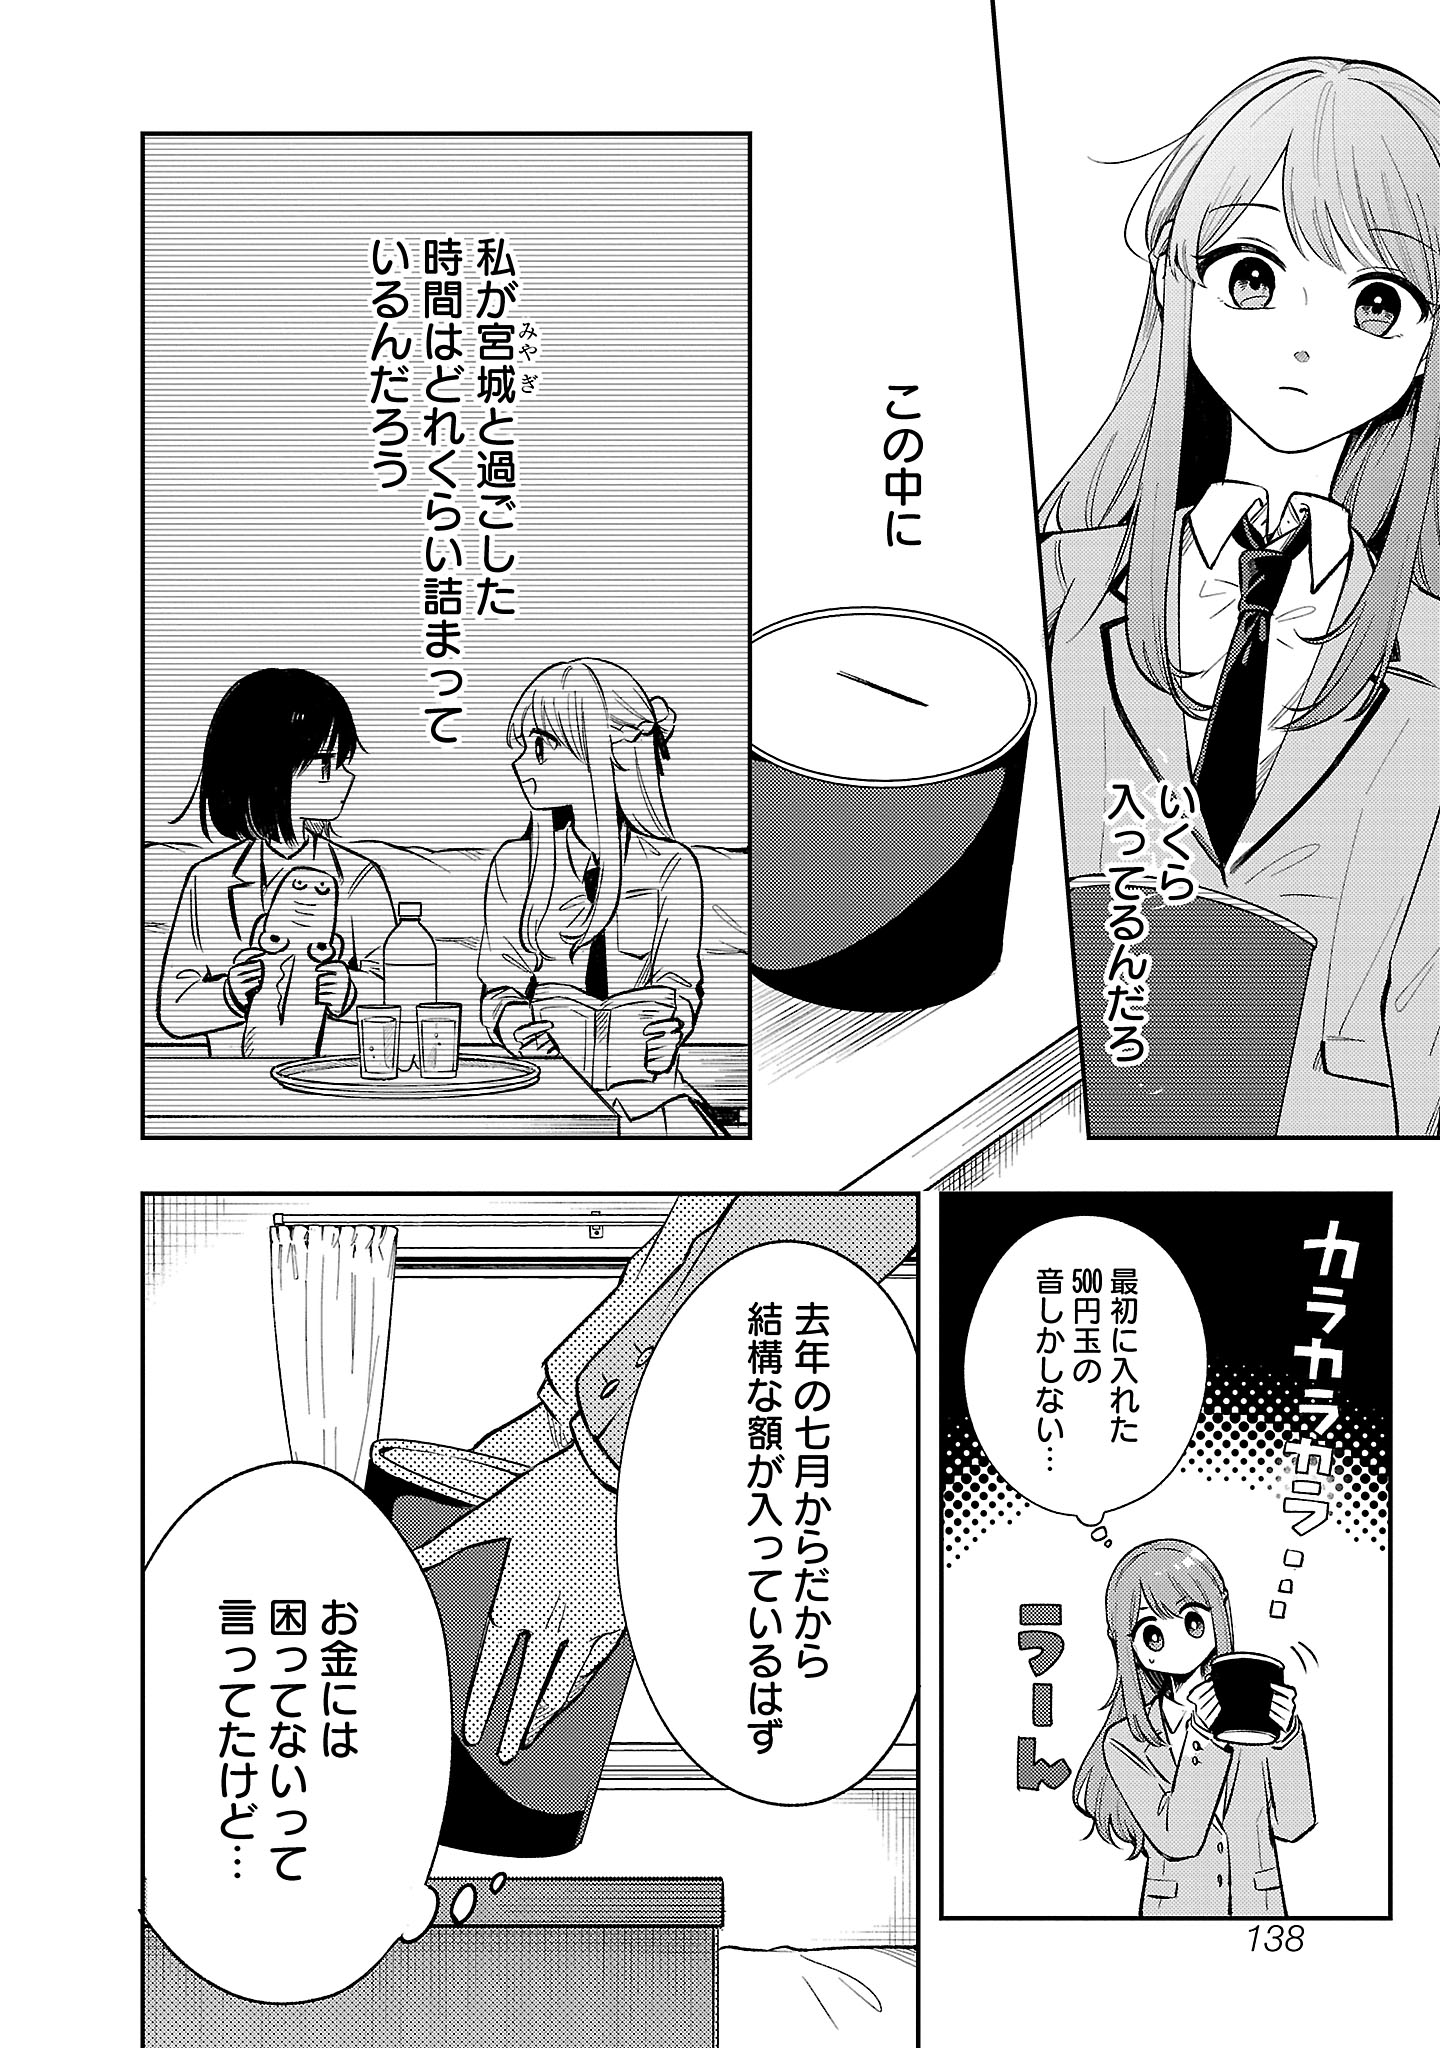 いくら
入ってるんだろ
この中に
私が宮城と過ごした
みやぎ
時間はどれくらい詰まって
いるんだろう
カラカラカラ…
最初に入れた
500円玉の
音しかしない…
うーん
去年の七月からだから
結構な額が入っているはず
お金には
困ってないって
言ってたけど…
138